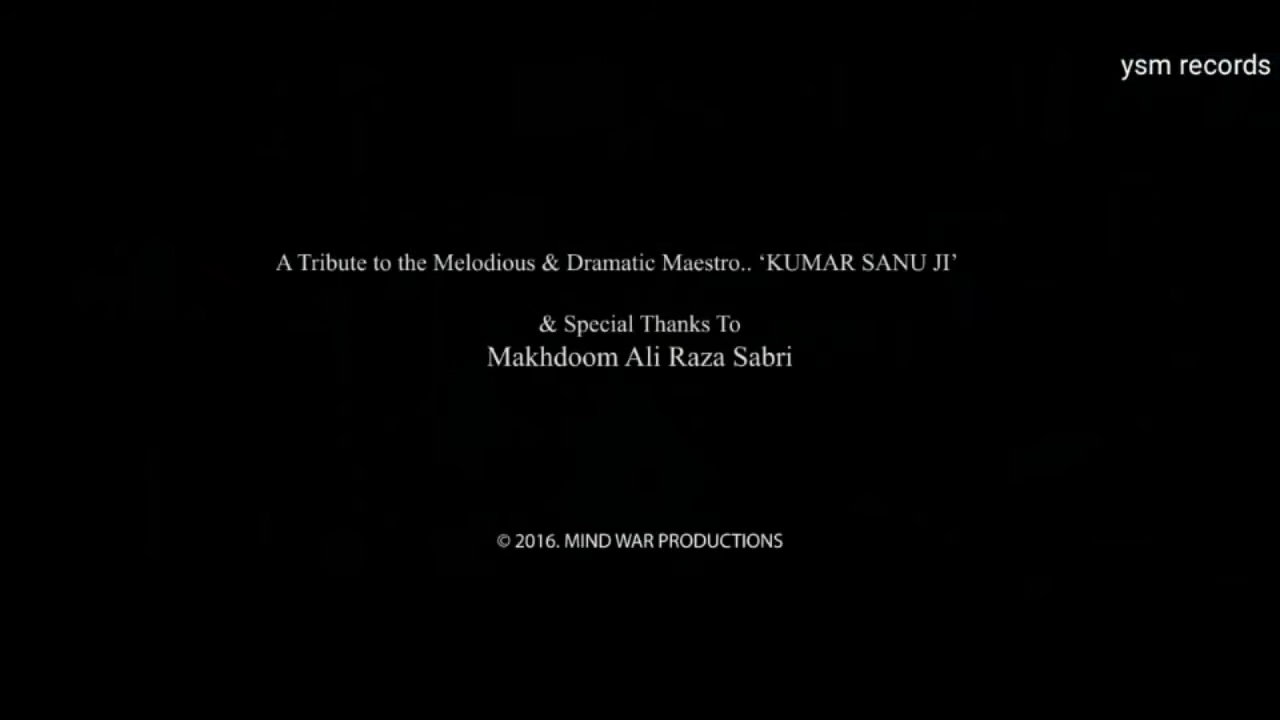 ysm records
A Tribute to the Melodious & Dramatic Maestro.. ‘KUMAR SANU JI’
& Special Thanks To
Makhdoom Ali Raza Sabri
© 2016. MIND WAR PRODUCTIONS